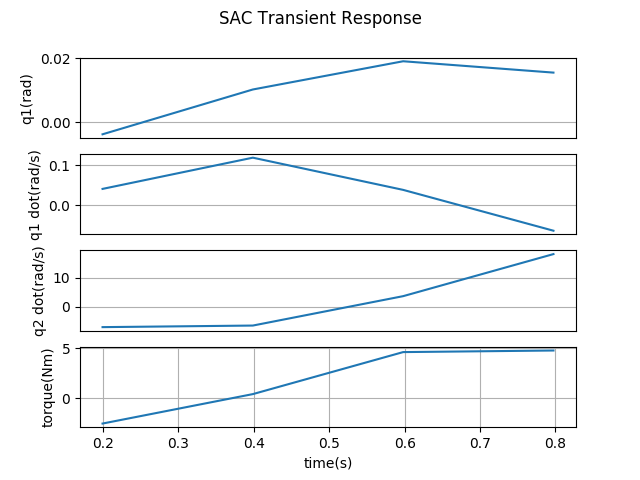 SAC Transient Response
q1(rad)
0.02
0.00
q1 dot(rad/s)
0.1
0.0
q2 dot(rad/s)
10
0
torque(Nm)
5
0
0.2 0.3 0.4 0.5 0.6 0.7 0.8
time(s)